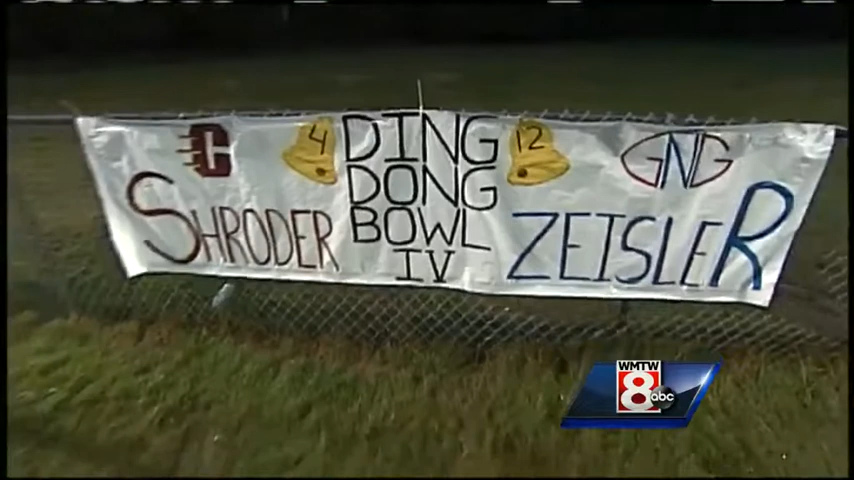 C 4 DING 12 GNG
DONG
SHRODER BOWL ZEISLER
IV
WMTW
8 abc